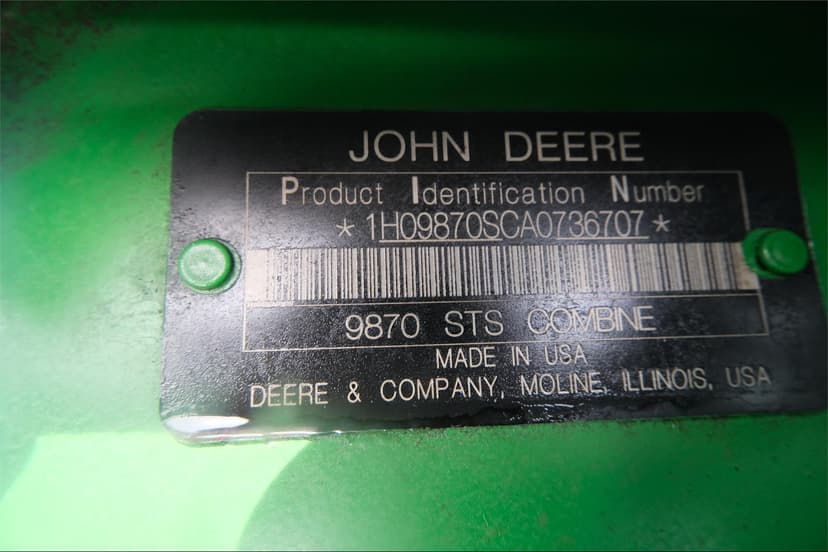 JOHN DEERE
Product Identification Number
*1H09870SCA0736707*
9870 STS COMBINE
MADE IN USA
DEERE & COMPANY, MOLINE, ILLINOIS, USA